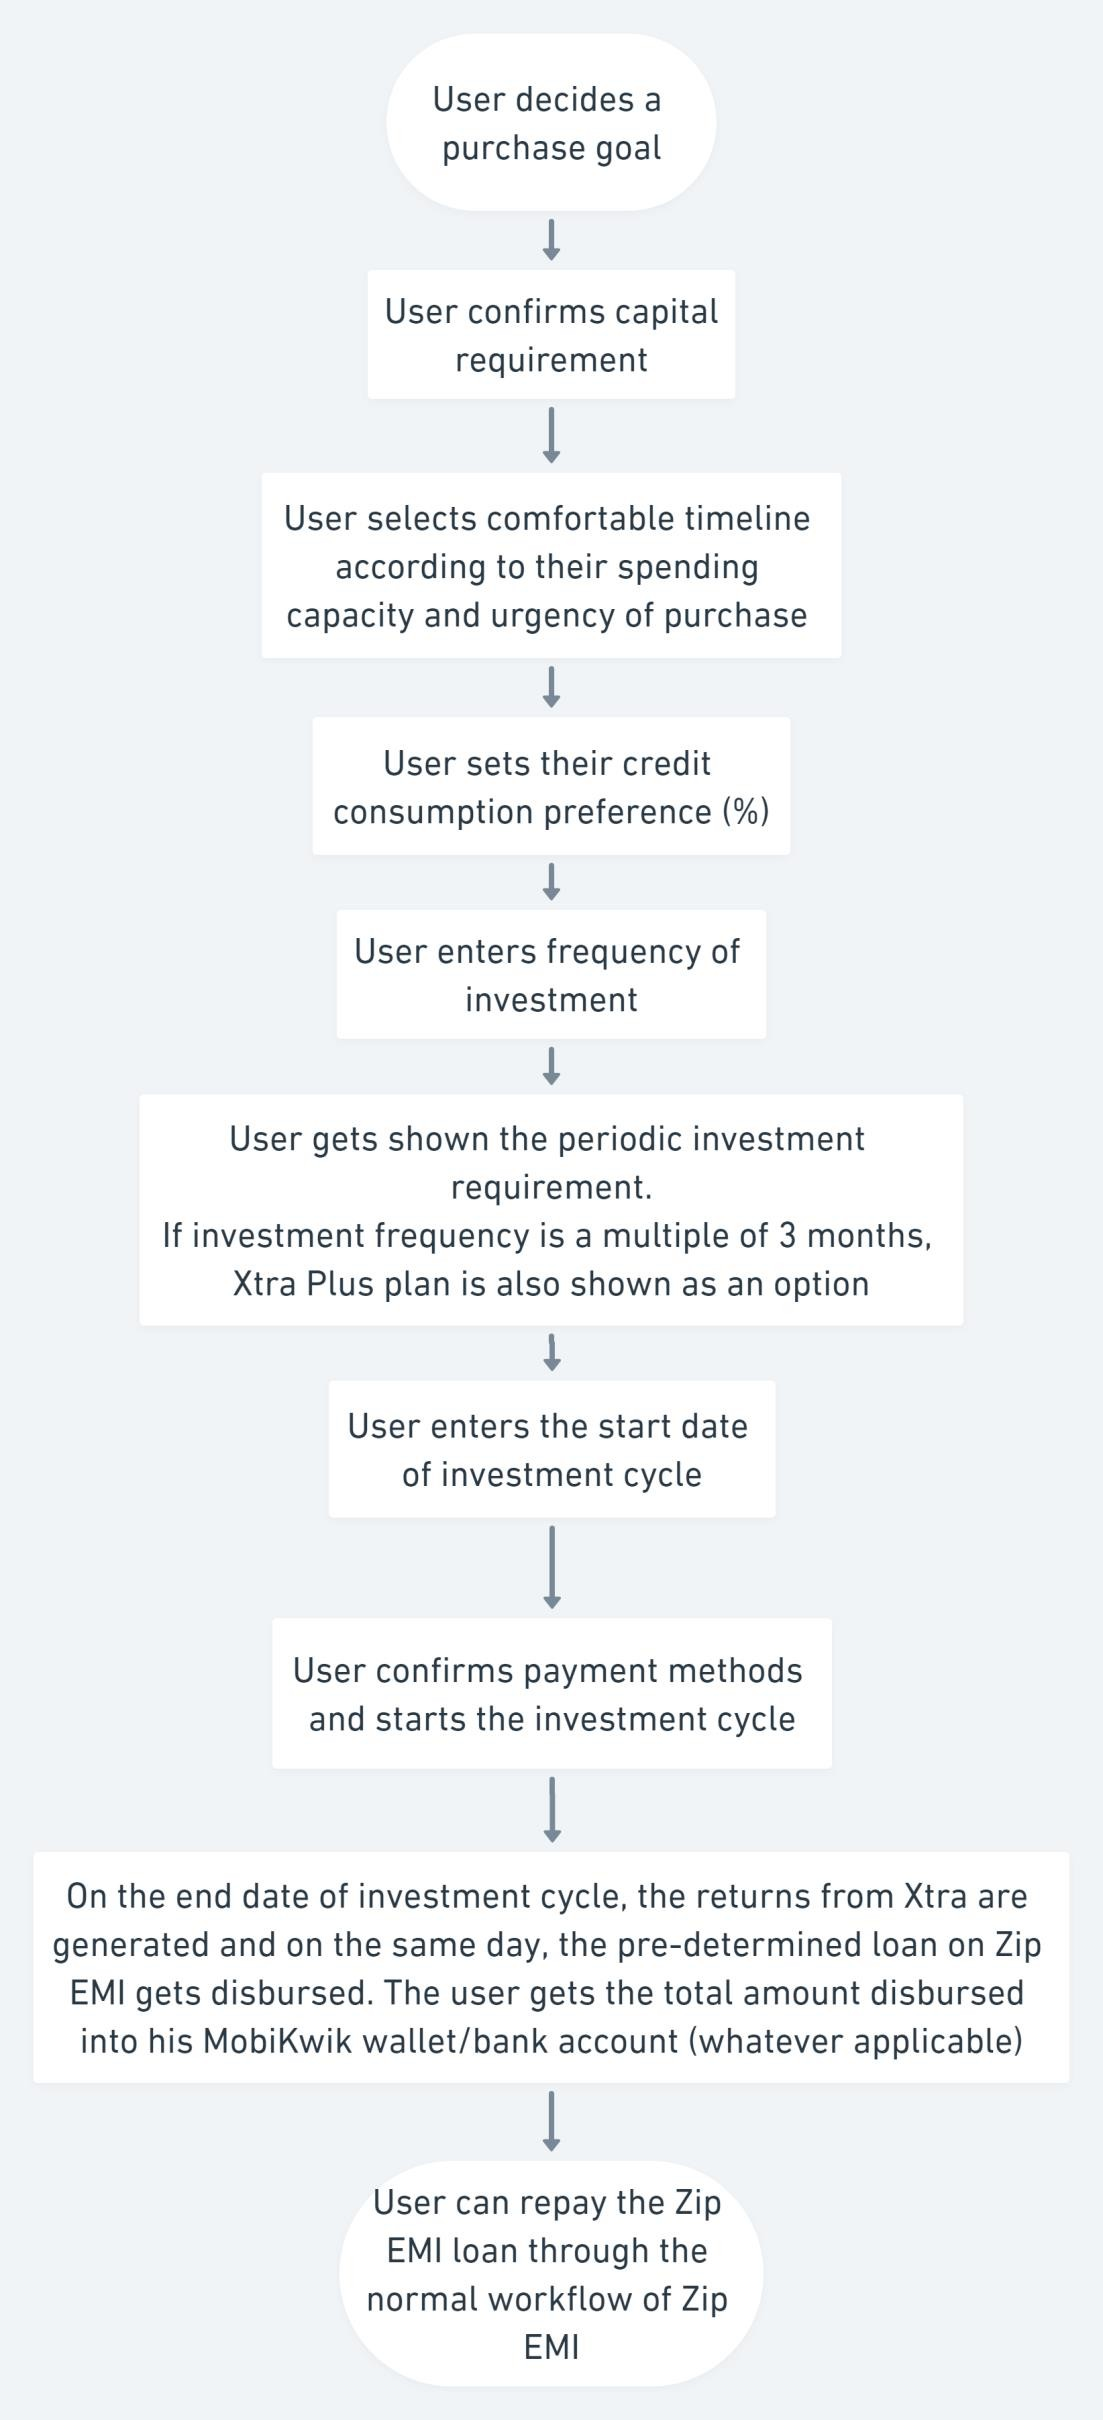 User decides a
purchase goal
User confirms capital
requirement
User selects comfortable timeline
according to their spending
capacity and urgency of purchase
User sets their credit
consumption preference (%)
User enters frequency of
investment
User gets shown the periodic investment
requirement.
If investment frequency is a multiple of 3 months,
Xtra Plus plan is also shown as an option
User enters the start date
of investment cycle
User confirms payment methods
and starts the investment cycle
On the end date of investment cycle, the returns from Xtra are
generated and on the same day, the pre-determined loan on Zip
EMI gets disbursed. The user gets the total amount disbursed
into his MobiKwik wallet/bank account (whatever applicable)
User can repay the Zip
EMI loan through the
normal workflow of Zip
EMI